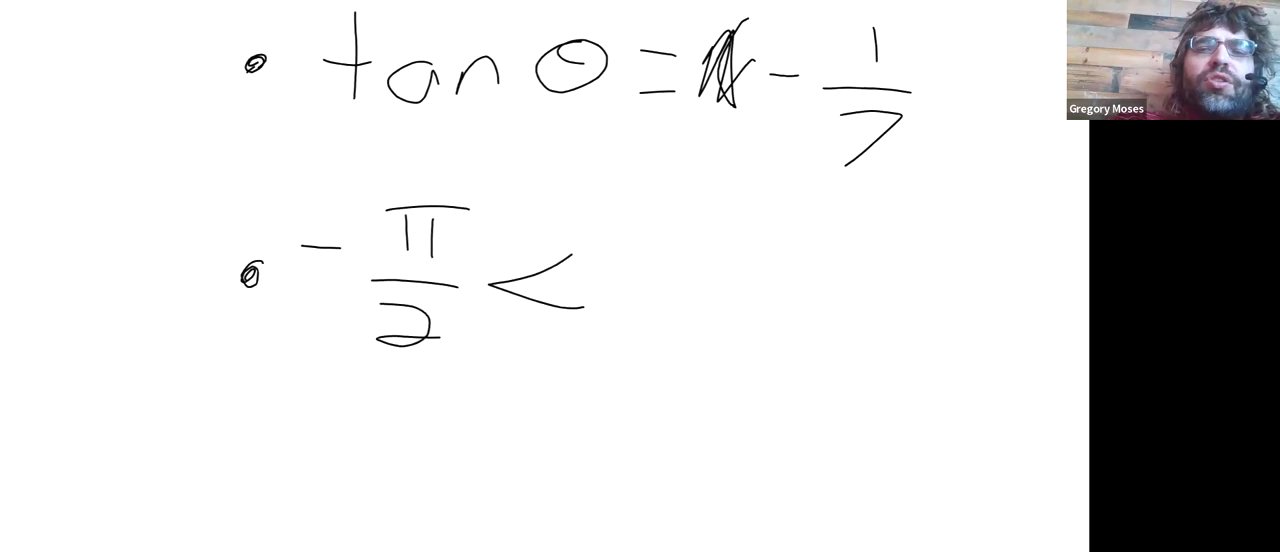 • tan θ = - 1/7
• - π/2 <
Gregory Moses